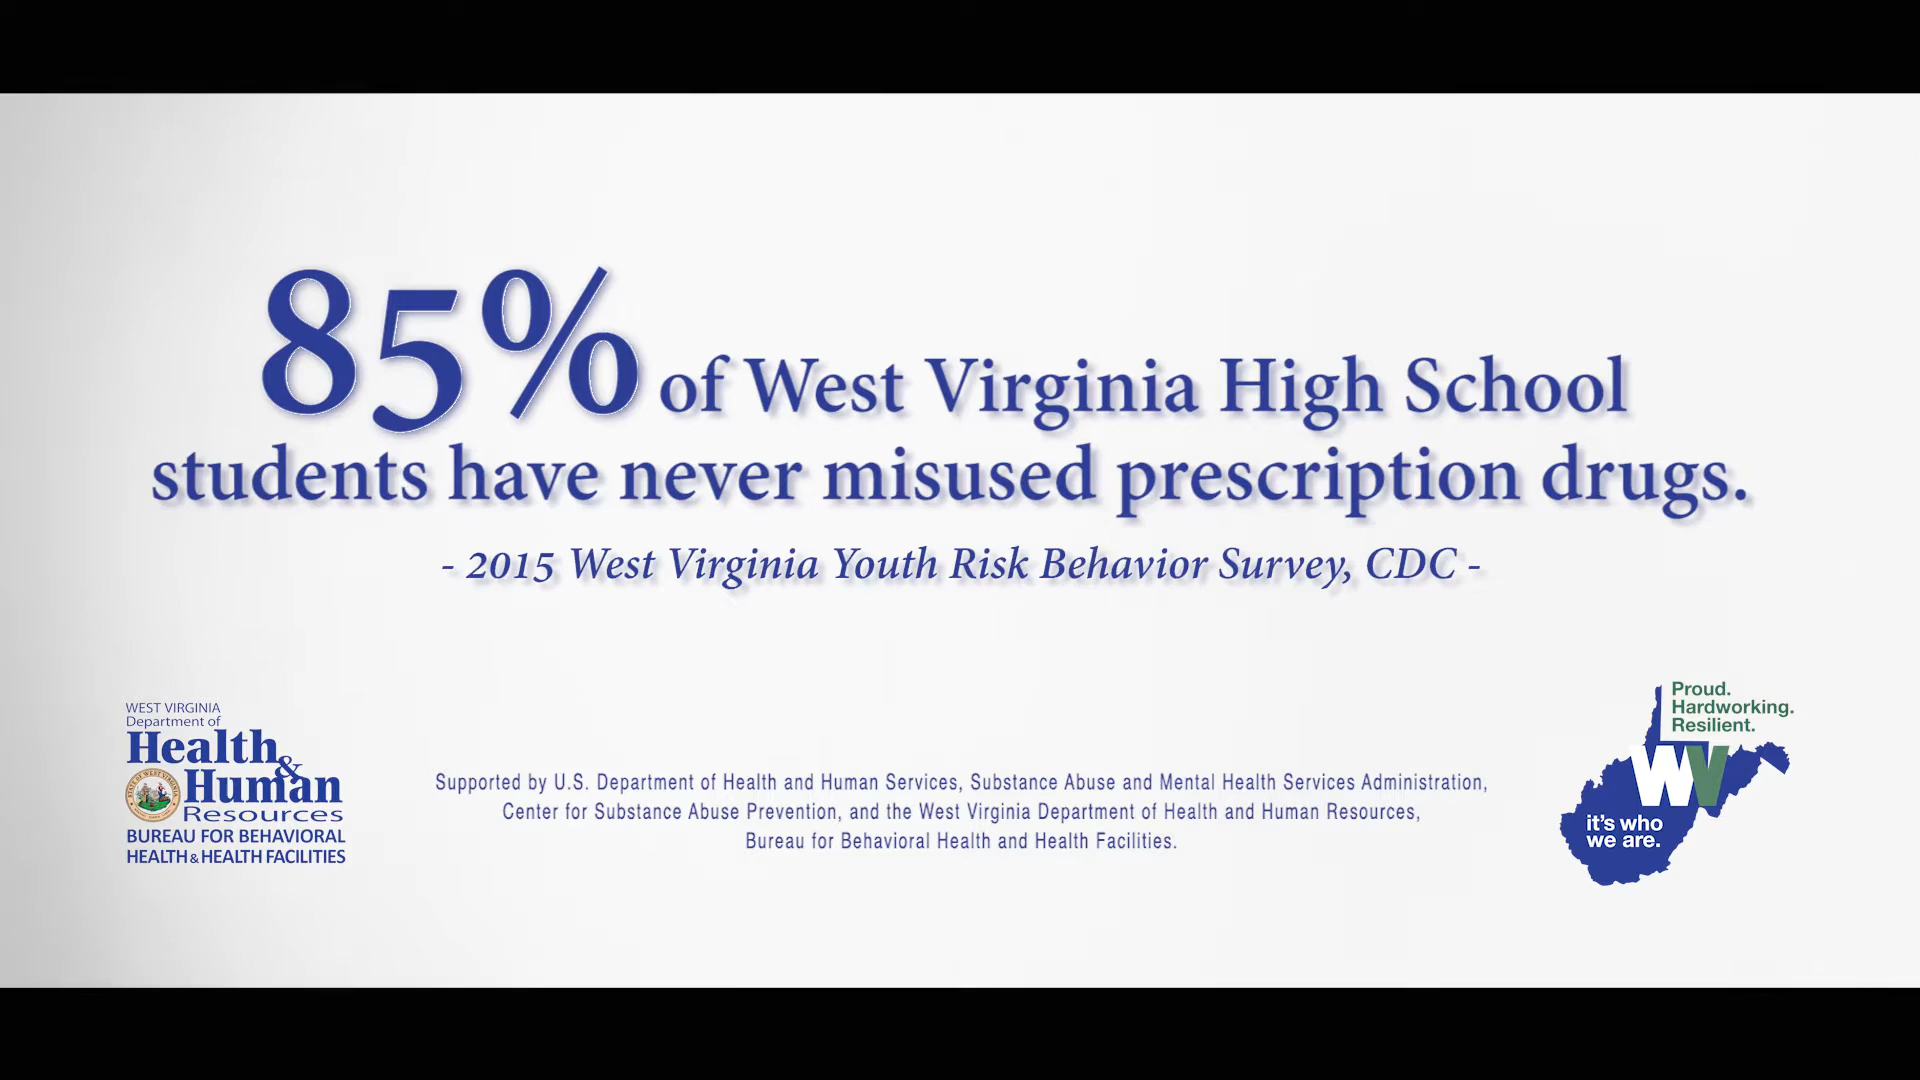 85% of West Virginia High School
students have never misused prescription drugs.
- 2015 West Virginia Youth Risk Behavior Survey, CDC -
WEST VIRGINIA
Department of
Health
&
Human
Resources
BUREAU FOR BEHAVIORAL
HEALTH & HEALTH FACILITIES
Supported by U.S. Department of Health and Human Services, Substance Abuse and Mental Health Services Administration,
Center for Substance Abuse Prevention, and the West Virginia Department of Health and Human Resources,
Bureau for Behavioral Health and Health Facilities.
Proud.
Hardworking.
Resilient.
WV
it's who
we are.